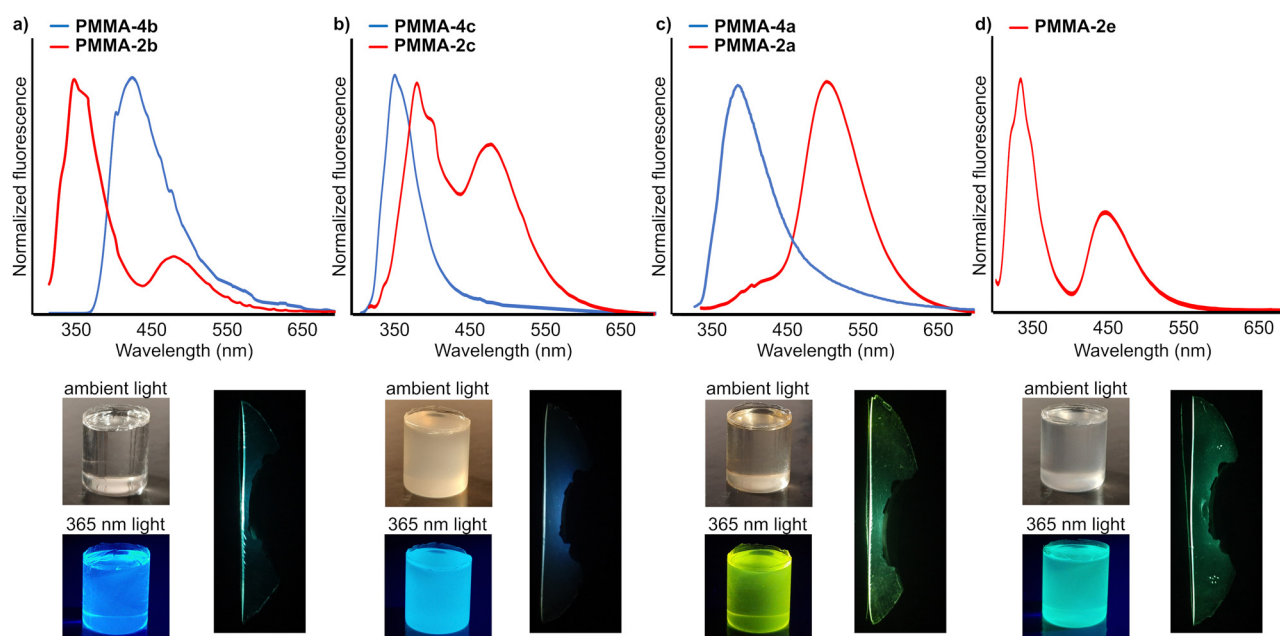 a)
PMMA-4b
PMMA-2b
Normalized fluorescence
350 450 550 650
Wavelength (nm)
ambient light
365 nm light
b)
PMMA-4c
PMMA-2c
Normalized fluorescence
350 450 550 650
Wavelength (nm)
ambient light
365 nm light
c)
PMMA-4a
PMMA-2a
Normalized fluorescence
350 450 550 650
Wavelength (nm)
ambient light
365 nm light
d)
PMMA-2e
Normalized fluorescence
350 450 550 650
Wavelength (nm)
ambient light
365 nm light